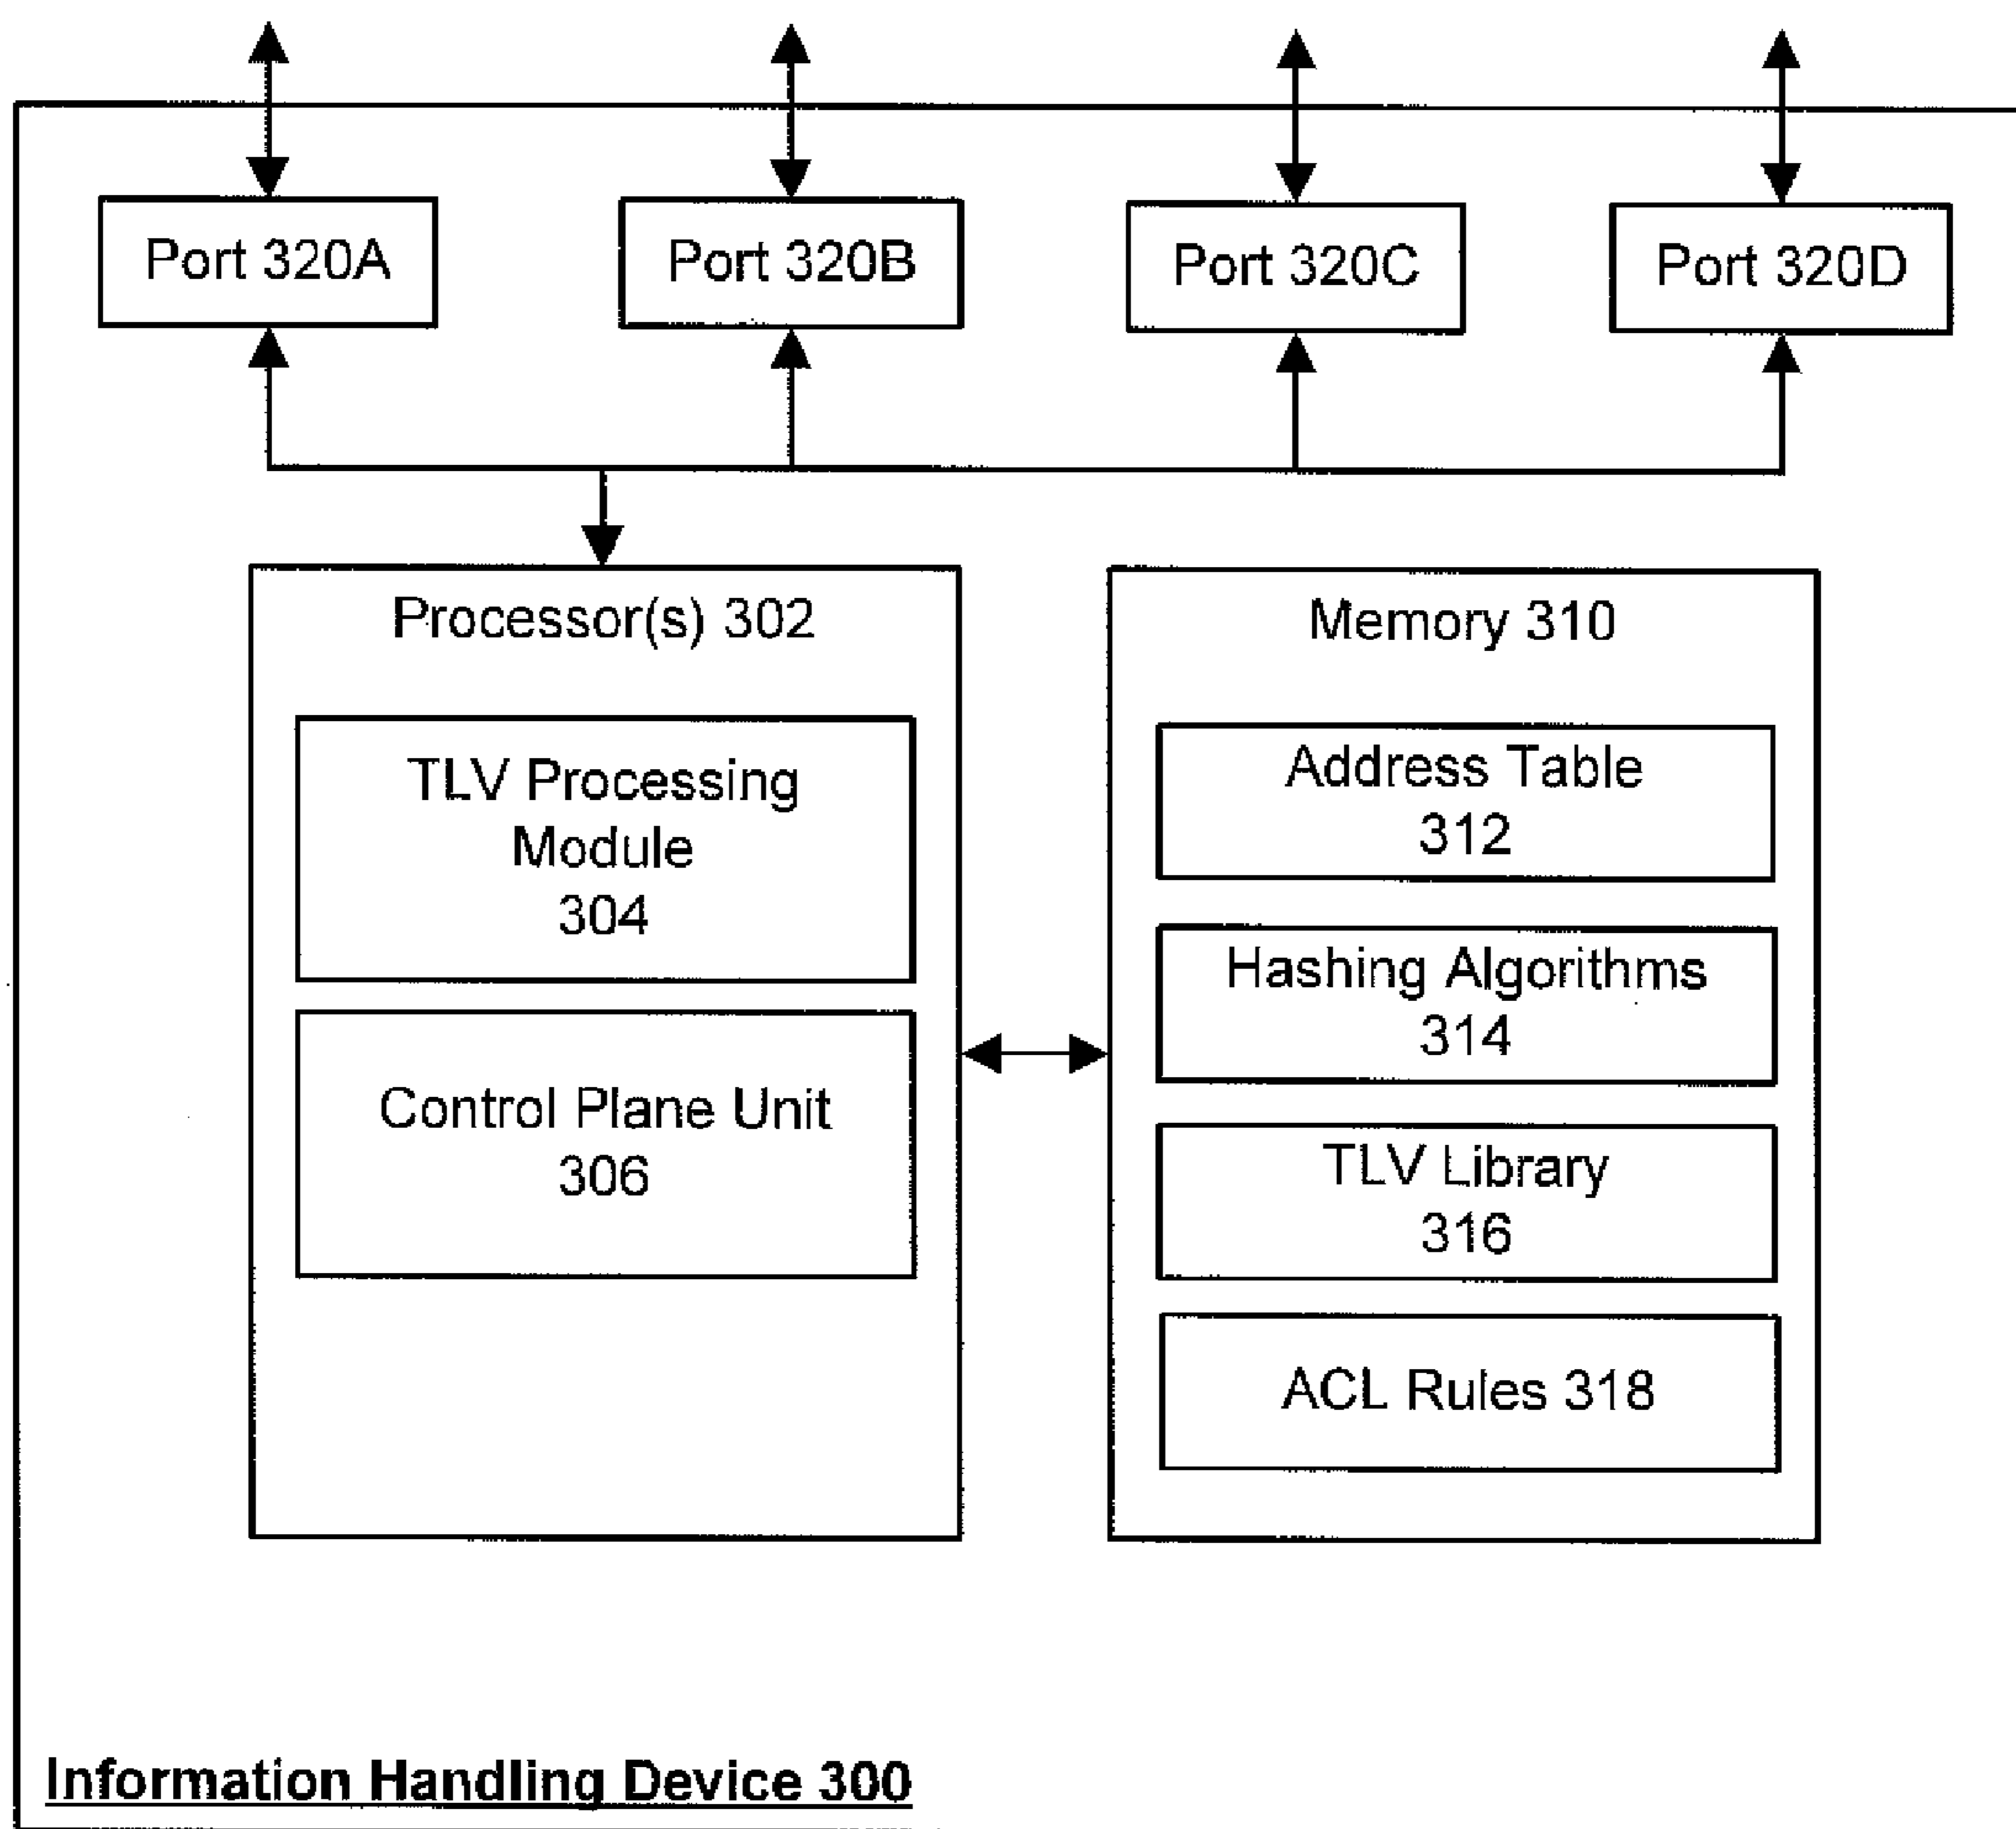 Port 320A
Port 320B
Port 320C
Port 320D
Processor(s) 302
TLV Processing
Module
304
Control Plane Unit
306
Memory 310
Address Table
312
Hashing Algorithms
314
TLV Library
316
ACL Rules 318
Information Handling Device 300